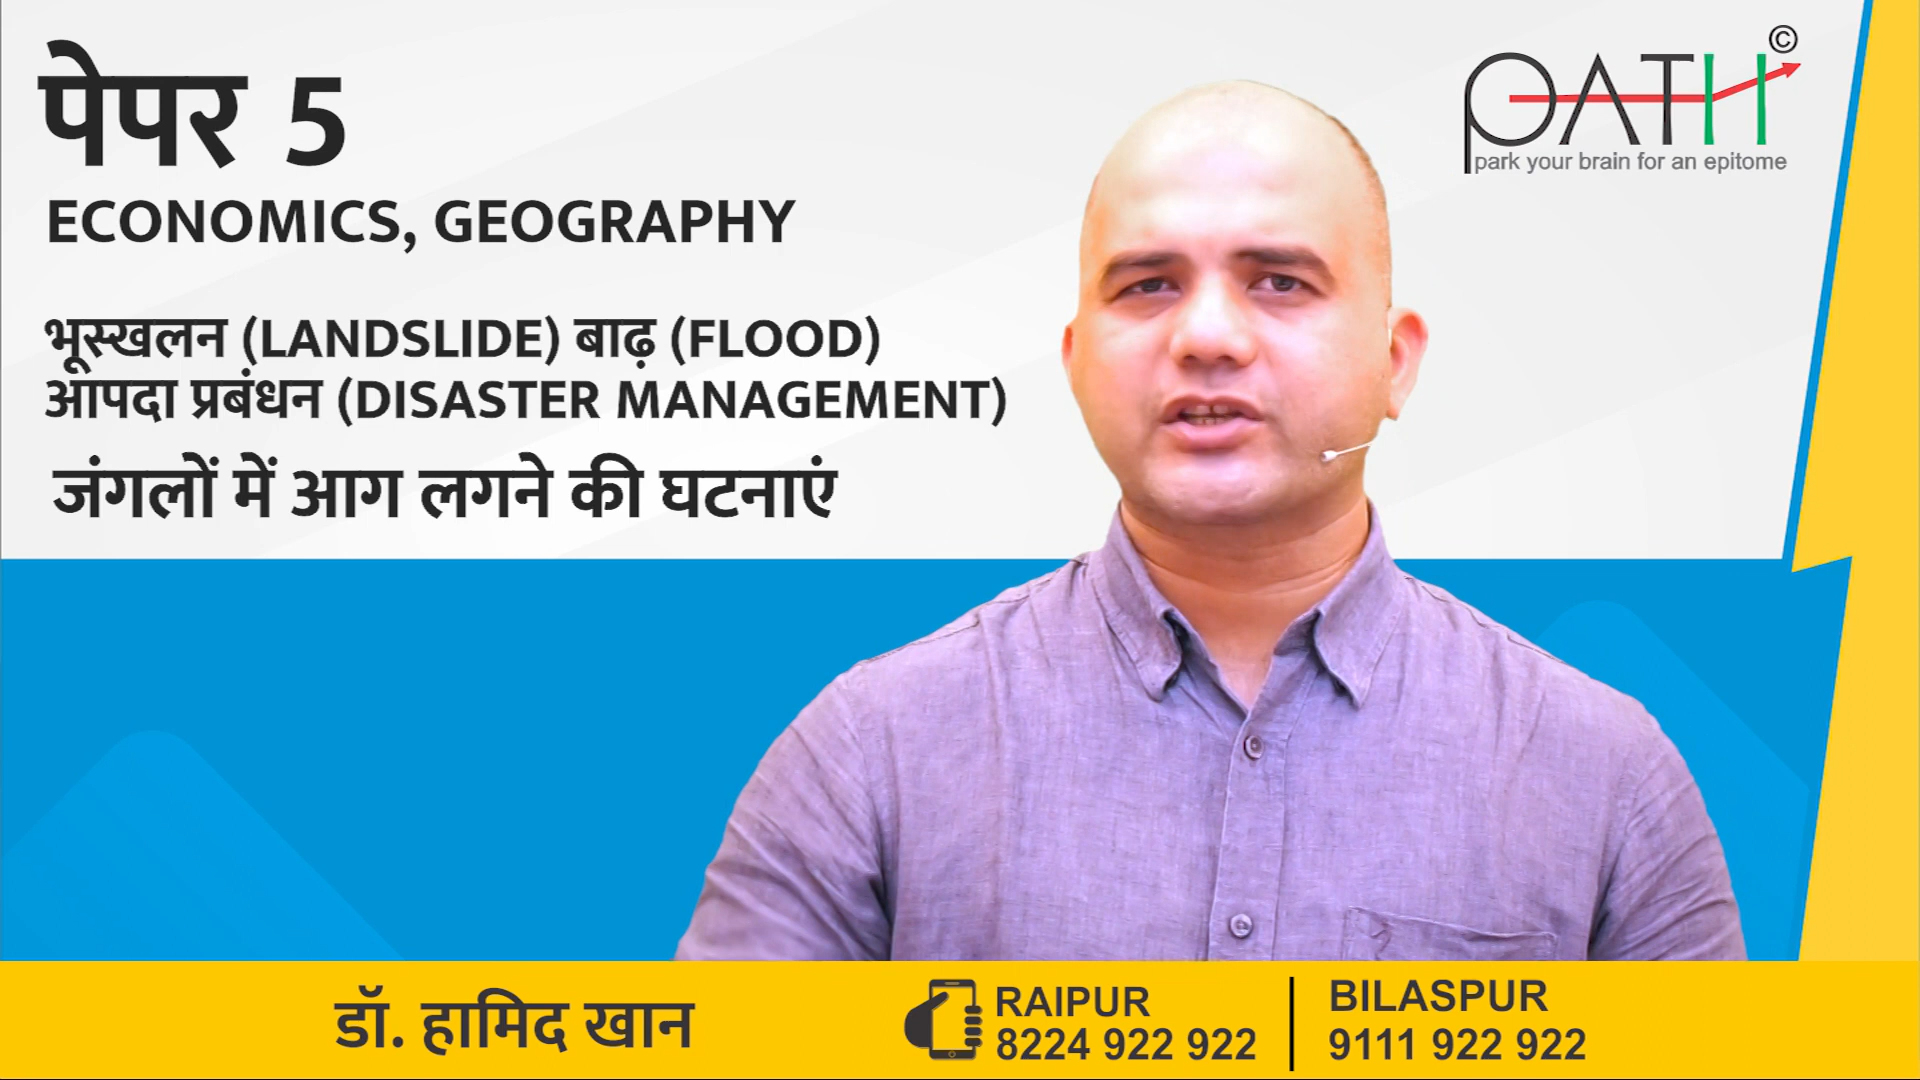 पेपर 5
ECONOMICS, GEOGRAPHY
भूस्खलन (LANDSLIDE) बाढ़ (FLOOD)
आपदा प्रबंधन (DISASTER MANAGEMENT)
जंगलों में आग लगने की घटनाएं
©
PATH
park your brain for an epitome
डॉ. हामिद खान
RAIPUR
8224 922 922
BILASPUR
9111 922 922